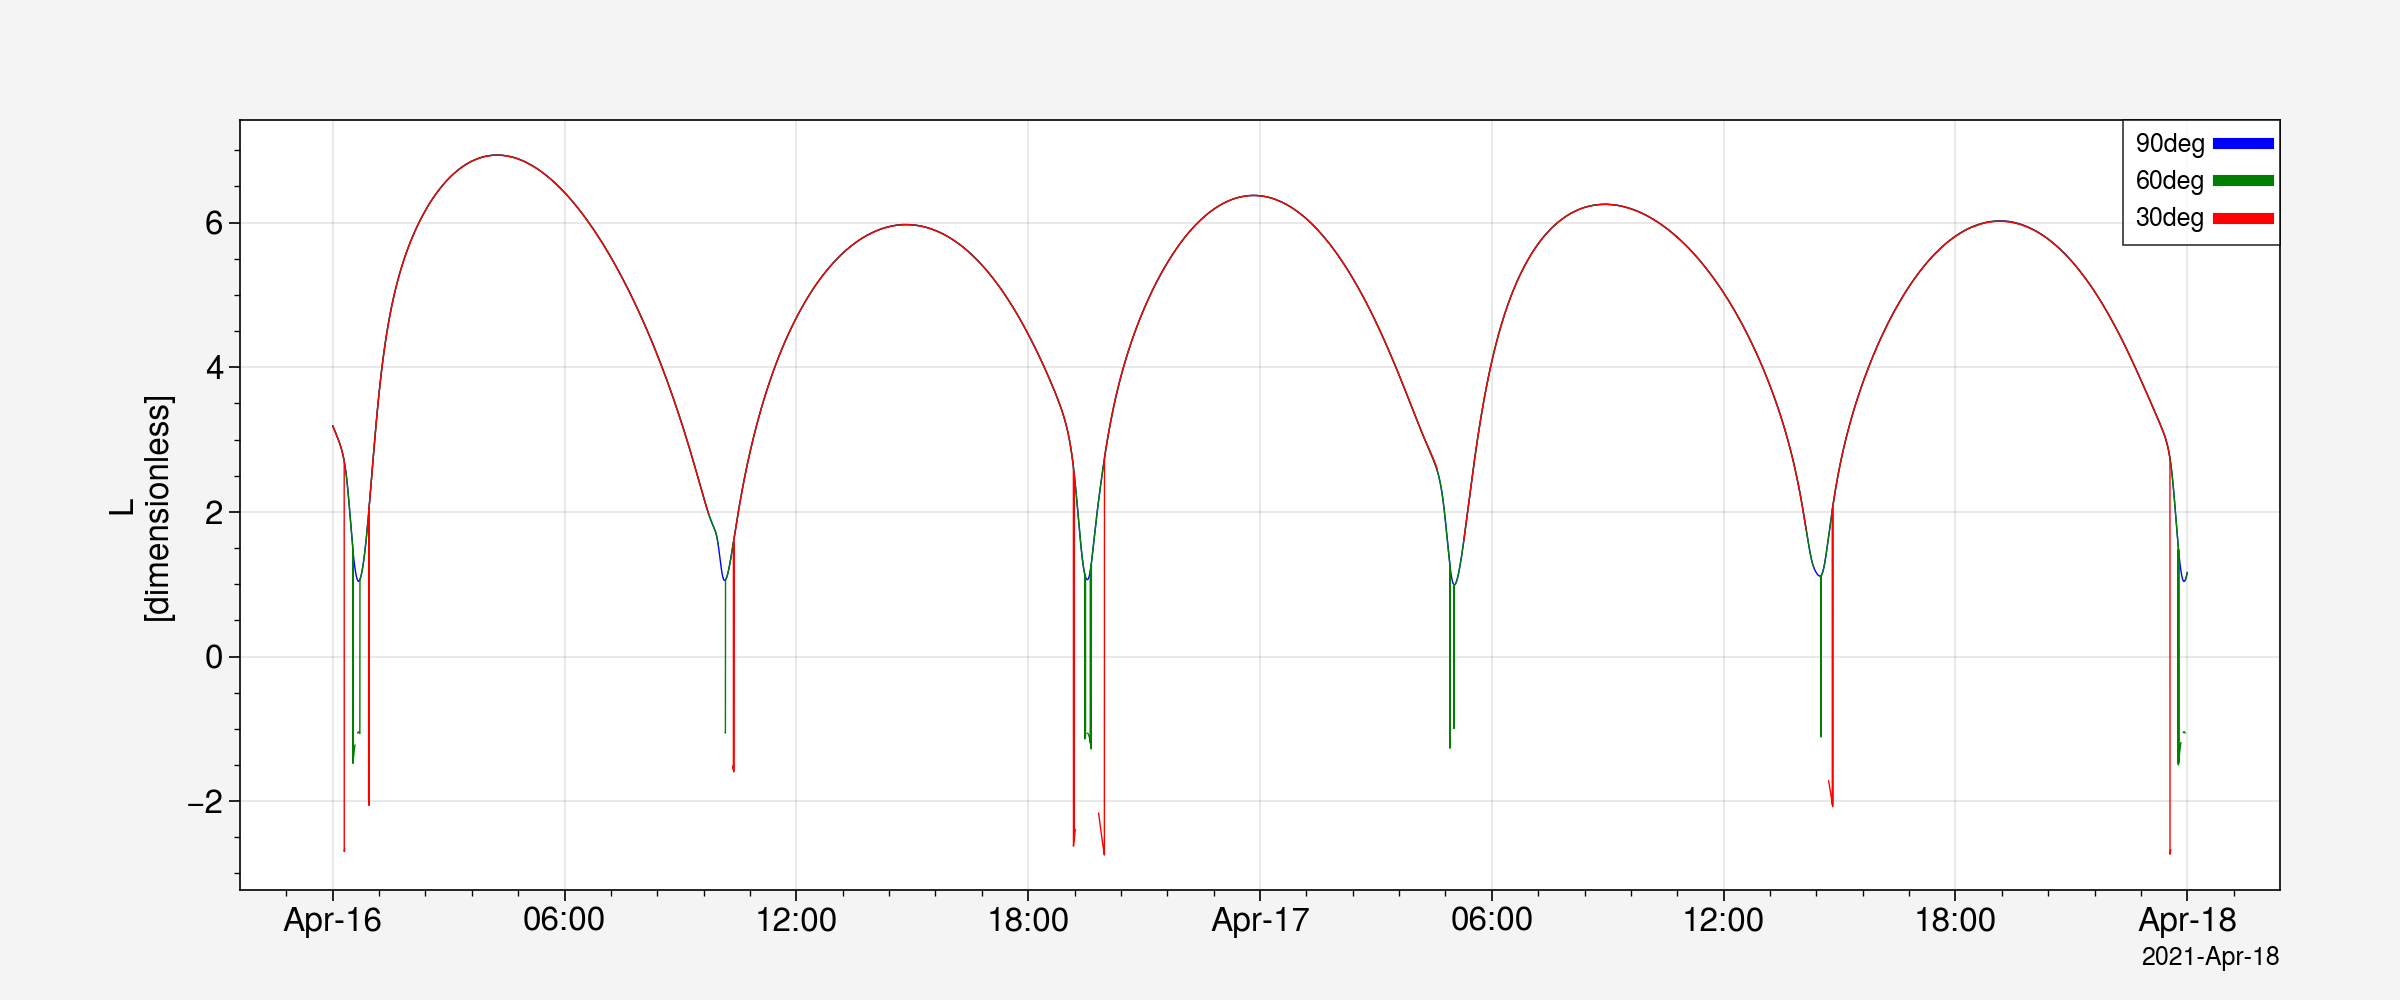 90deg
60deg
30deg
6
4
2
0
−2
L
[dimensionless]
Apr-16 06:00 12:00 18:00 Apr-17 06:00 12:00 18:00 Apr-18
2021-Apr-18